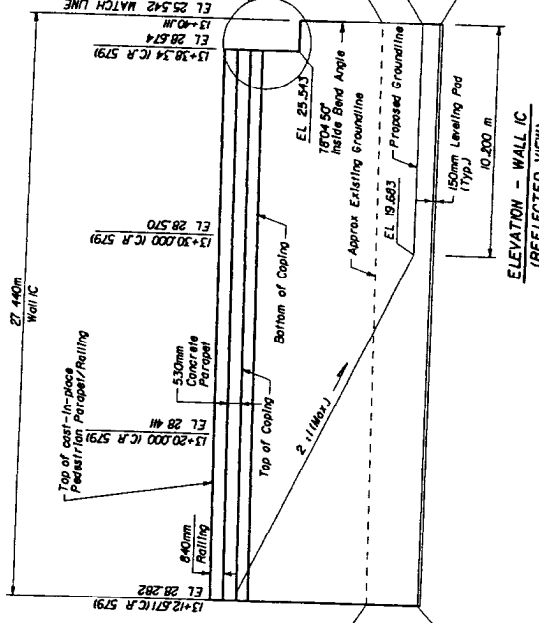 EL 25.542 MATCH LINE
13+40.111
EL 28.674
13+38.34 (C.R 579)
EL 25.543
78°04'50"
Inside Bend Angle
Approx Existing Groundline
Proposed Groundline
EL 19.683
150mm Leveling Pad
(Typ.)
10.200 m
ELEVATION - WALL 1C
(REFLECTED VIEW)
EL 28.570
13+30.000 (C.R 579)
27.440m
Wall 1C
530mm
Concrete
Parapet
Bottom of Coping
Top of Coping
2 :1 (Max.)
Top of cast-in-place
Pedestrian Parapet/Railing
EL 28.411
13+20.000 (C.R 579)
840mm
Railing
EL 28.282
13+12.671 (C.R 579)